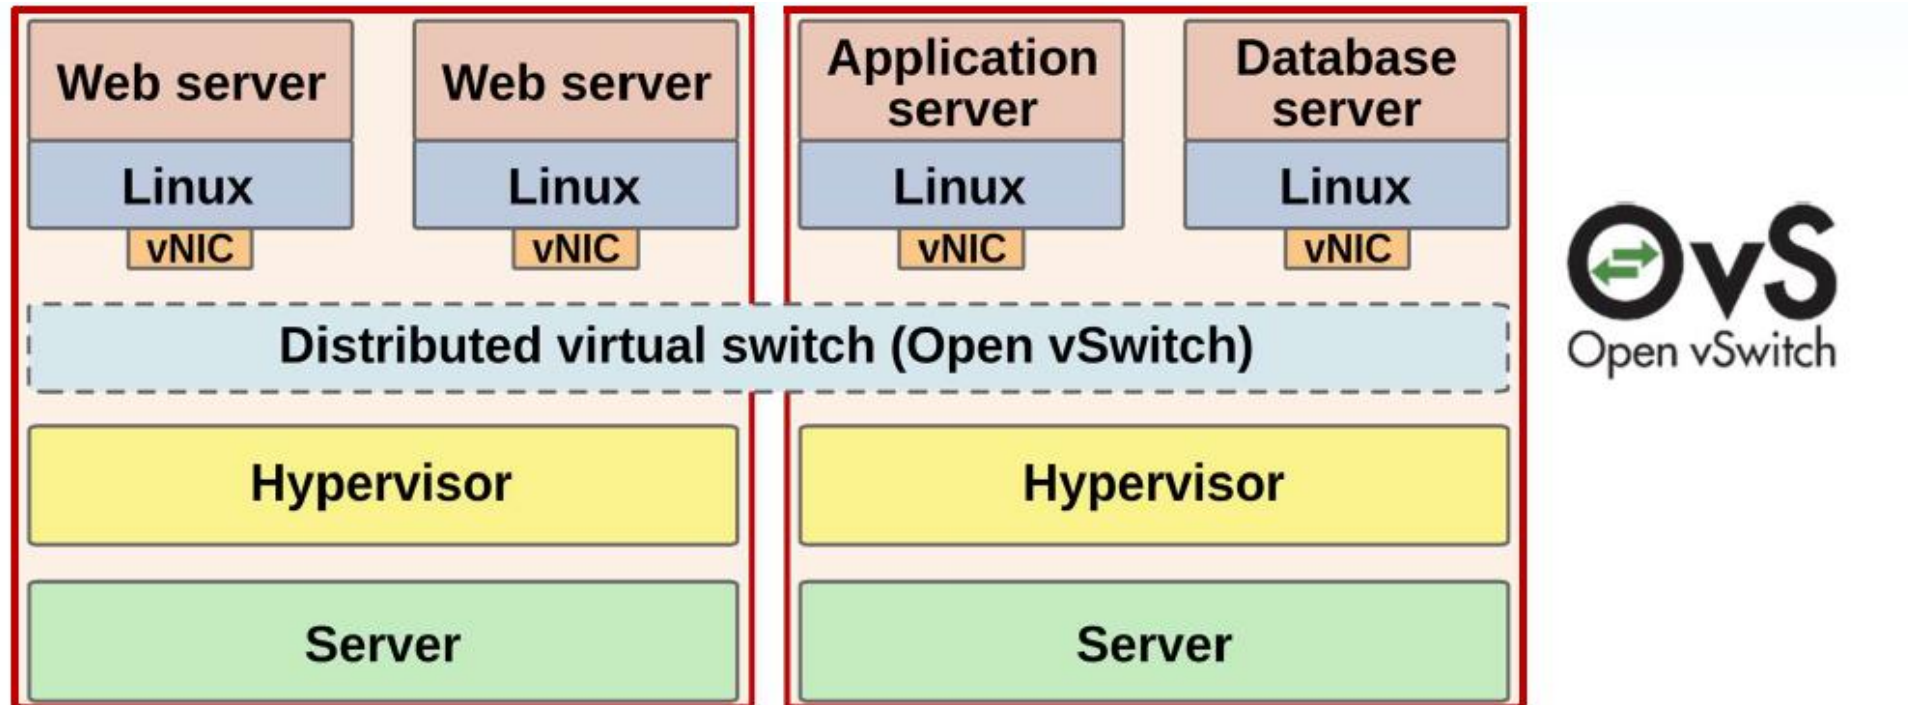 Web server
Web server
Application
server
Database
server
Linux
Linux
Linux
Linux
vNIC
vNIC
vNIC
vNIC
Distributed virtual switch (Open vSwitch)
Hypervisor
Hypervisor
Server
Server
OvS
Open vSwitch